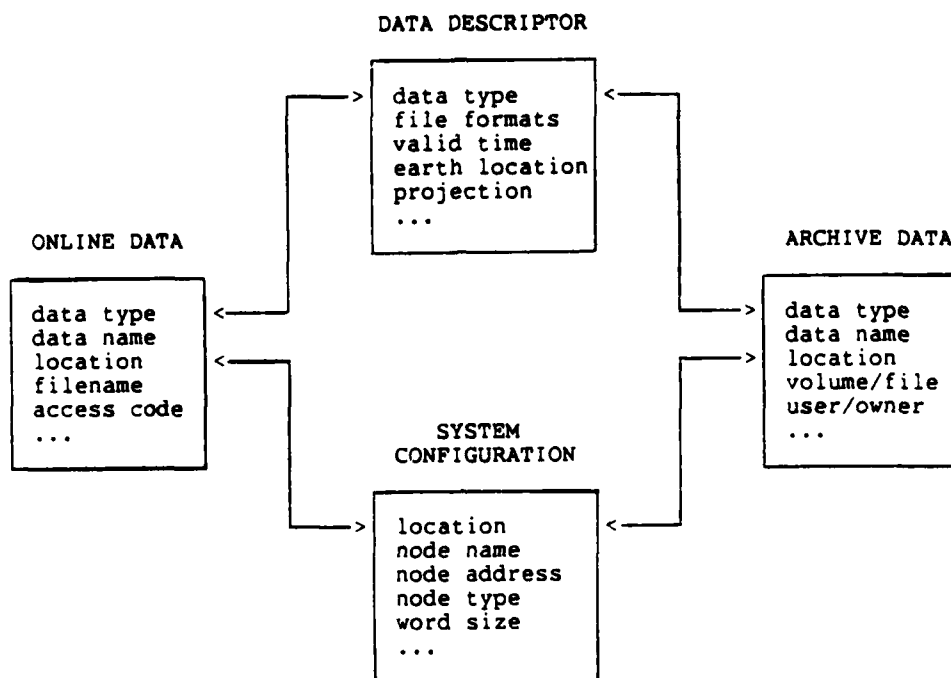 DATA DESCRIPTOR
data type
file formats
valid time
earth location
projection
...
ONLINE DATA
data type
data name
location
filename
access code
...
ARCHIVE DATA
data type
data name
location
volume/file
user/owner
...
SYSTEM
CONFIGURATION
location
node name
node address
node type
word size
...